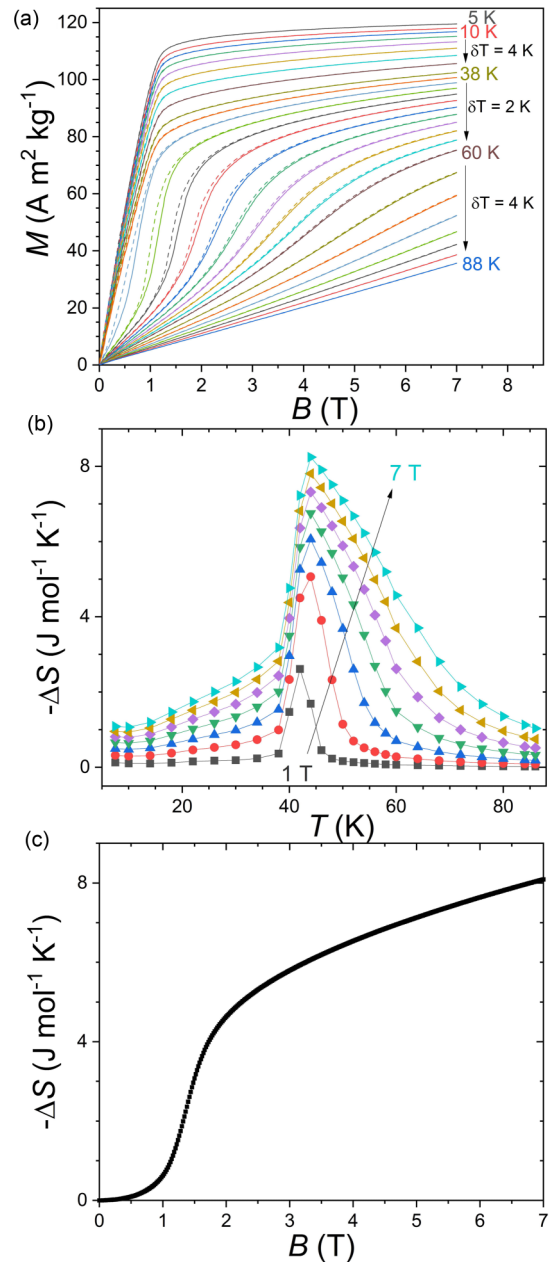 (a)
120
100
80
60
40
20
0
M (A m² kg⁻¹)
5 K
10 K
δT = 4 K
38 K
δT = 2 K
60 K
δT = 4 K
88 K
0 1 2 3 4 5 6 7 8
B (T)
(b)
8
4
0
-ΔS (J mol⁻¹ K⁻¹)
7 T
1 T
20 40 60 80
T (K)
(c)
8
4
0
-ΔS (J mol⁻¹ K⁻¹)
0 1 2 3 4 5 6 7
B (T)